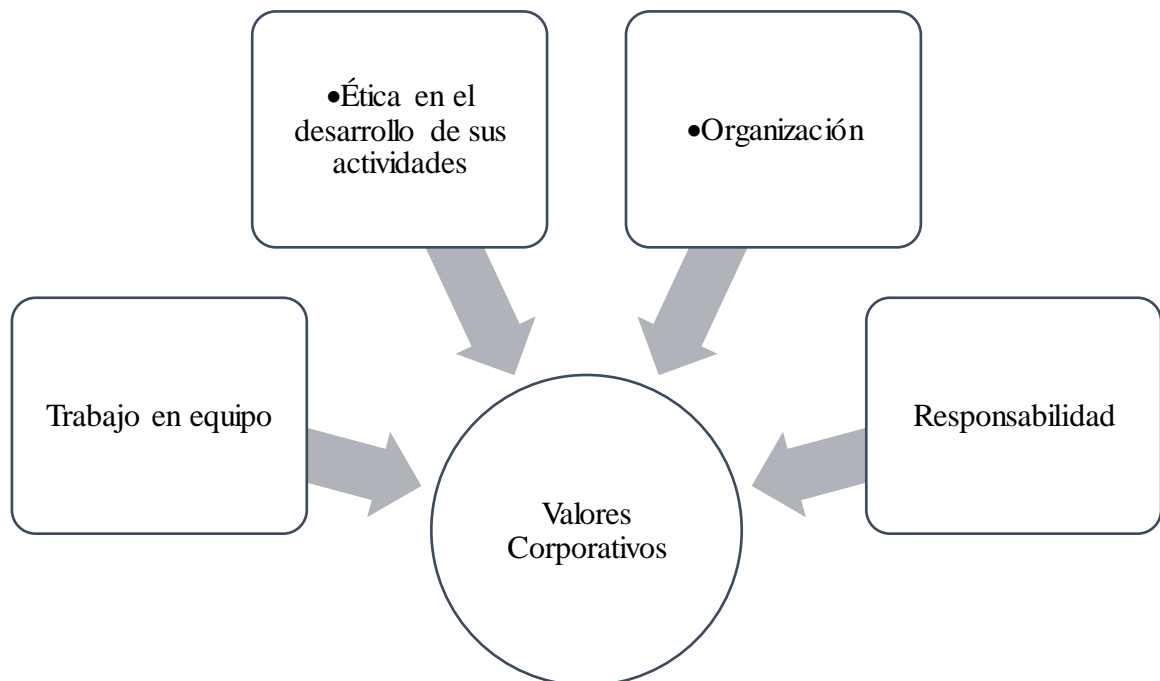 •Ética en el
desarrollo de sus
actividades
•Organización
Trabajo en equipo
Responsabilidad
Valores
Corporativos